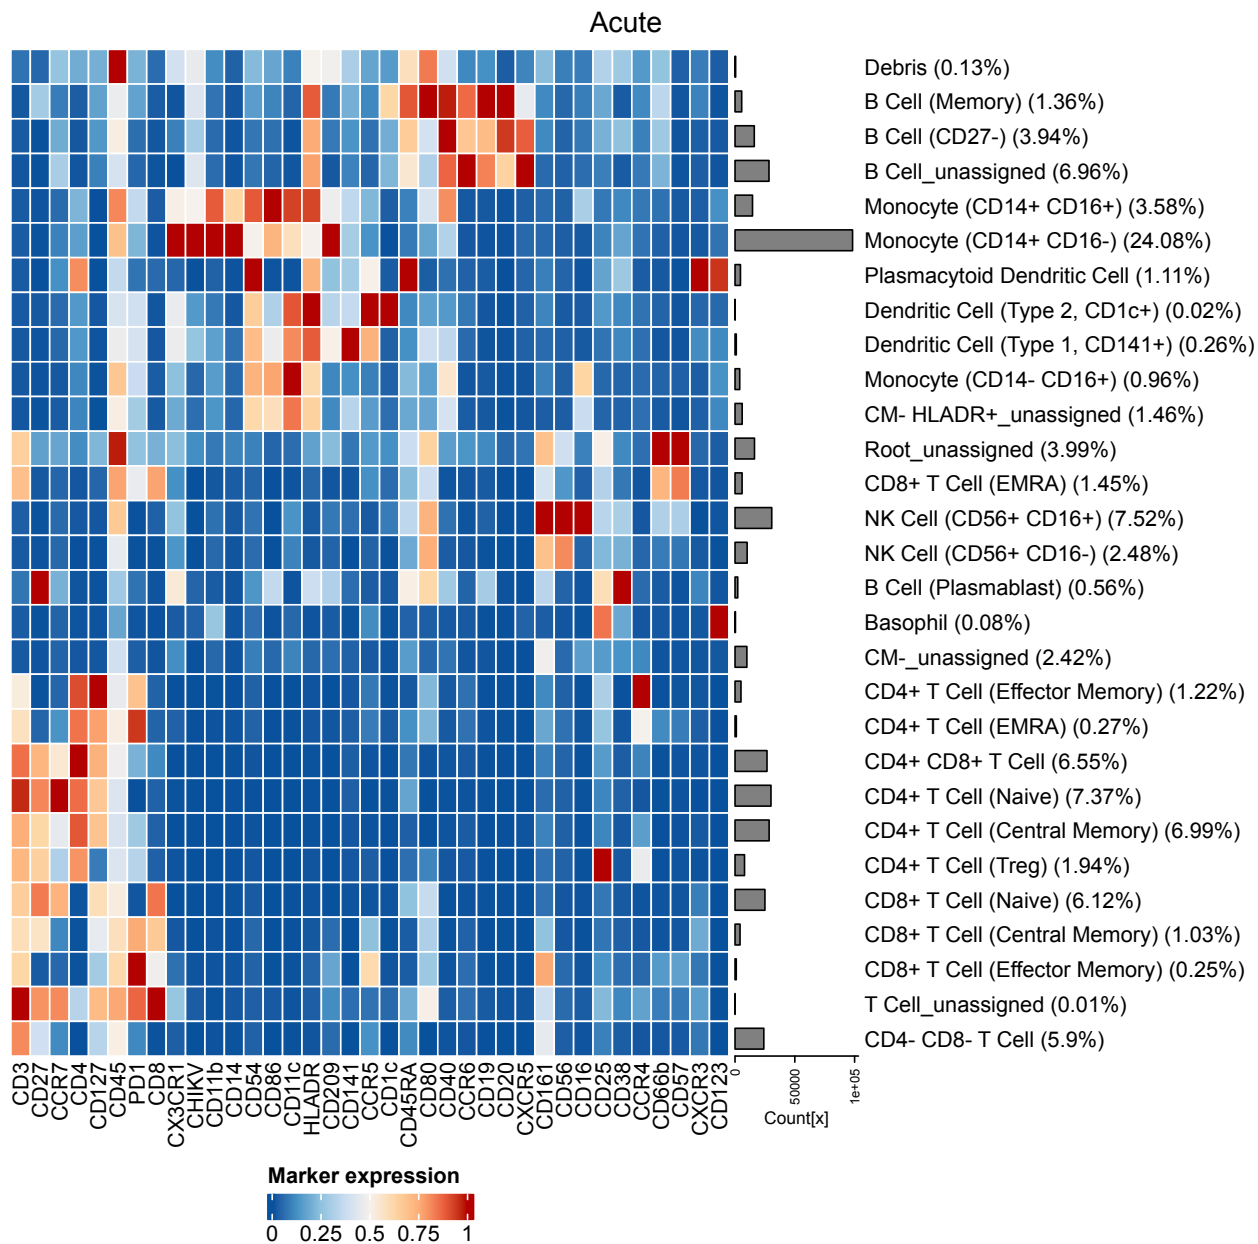 Acute
Debris (0.13%)
B Cell (Memory) (1.36%)
B Cell (CD27-) (3.94%)
B Cell_unassigned (6.96%)
Monocyte (CD14+ CD16+) (3.58%)
Monocyte (CD14+ CD16-) (24.08%)
Plasmacytoid Dendritic Cell (1.11%)
Dendritic Cell (Type 2, CD1c+) (0.02%)
Dendritic Cell (Type 1, CD141+) (0.26%)
Monocyte (CD14- CD16+) (0.96%)
CM- HLADR+_unassigned (1.46%)
Root_unassigned (3.99%)
CD8+ T Cell (EMRA) (1.45%)
NK Cell (CD56+ CD16+) (7.52%)
NK Cell (CD56+ CD16-) (2.48%)
B Cell (Plasmablast) (0.56%)
Basophil (0.08%)
CM-_unassigned (2.42%)
CD4+ T Cell (Effector Memory) (1.22%)
CD4+ T Cell (EMRA) (0.27%)
CD4+ CD8+ T Cell (6.55%)
CD4+ T Cell (Naive) (7.37%)
CD4+ T Cell (Central Memory) (6.99%)
CD4+ T Cell (Treg) (1.94%)
CD8+ T Cell (Naive) (6.12%)
CD8+ T Cell (Central Memory) (1.03%)
CD8+ T Cell (Effector Memory) (0.25%)
T Cell_unassigned (0.01%)
CD4- CD8- T Cell (5.9%)
CD3
CD27
CCR7
CD4
CD127
CD45
PD1
CD8
CX3CR1
CHIKV
CD11b
CD14
CD54
CD86
CD11c
HLADR
CD209
CD141
CCR5
CD1c
CD45RA
CD80
CD40
CCR6
CD19
CD20
CXCR5
CD161
CD56
CD16
CD25
CD38
CCR4
CD66b
CD57
CXCR3
CD123
0
50000
1e+05
Count[x]
Marker expression
0 0.25 0.5 0.75 1